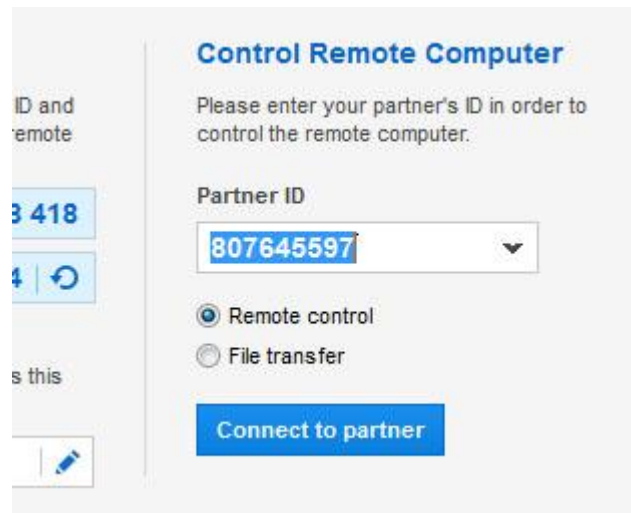 ID and
remote
3 418
4
s this
Control Remote Computer
Please enter your partner's ID in order to
control the remote computer.
Partner ID
807645597
Remote control
File transfer
Connect to partner